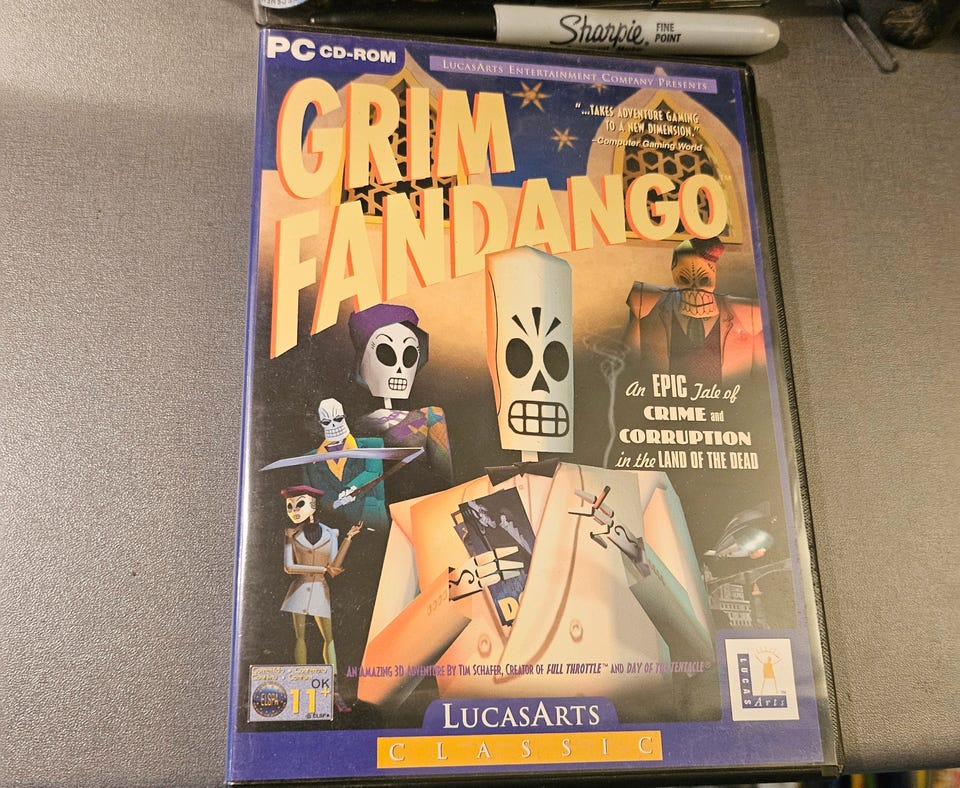 Sharpie. FINE
POINT
PC CD-ROM
LUCASARTS ENTERTAINMENT COMPANY PRESENTS
GRIM
FANDANGO
"...TAKES ADVENTURE GAMING
TO A NEW DIMENSION."
—Computer Gaming World
An EPIC Tale of
CRIME and
CORRUPTION
in the LAND OF THE DEAD
AN AMAZING 3D ADVENTURE BY TIM SCHAFER, CREATOR OF FULL THROTTLE™ AND DAY OF THE TENTACLE®
ELSPA
OK
11+
© ELSPA
LUCAS
Arts
LUCASARTS
CLASSIC